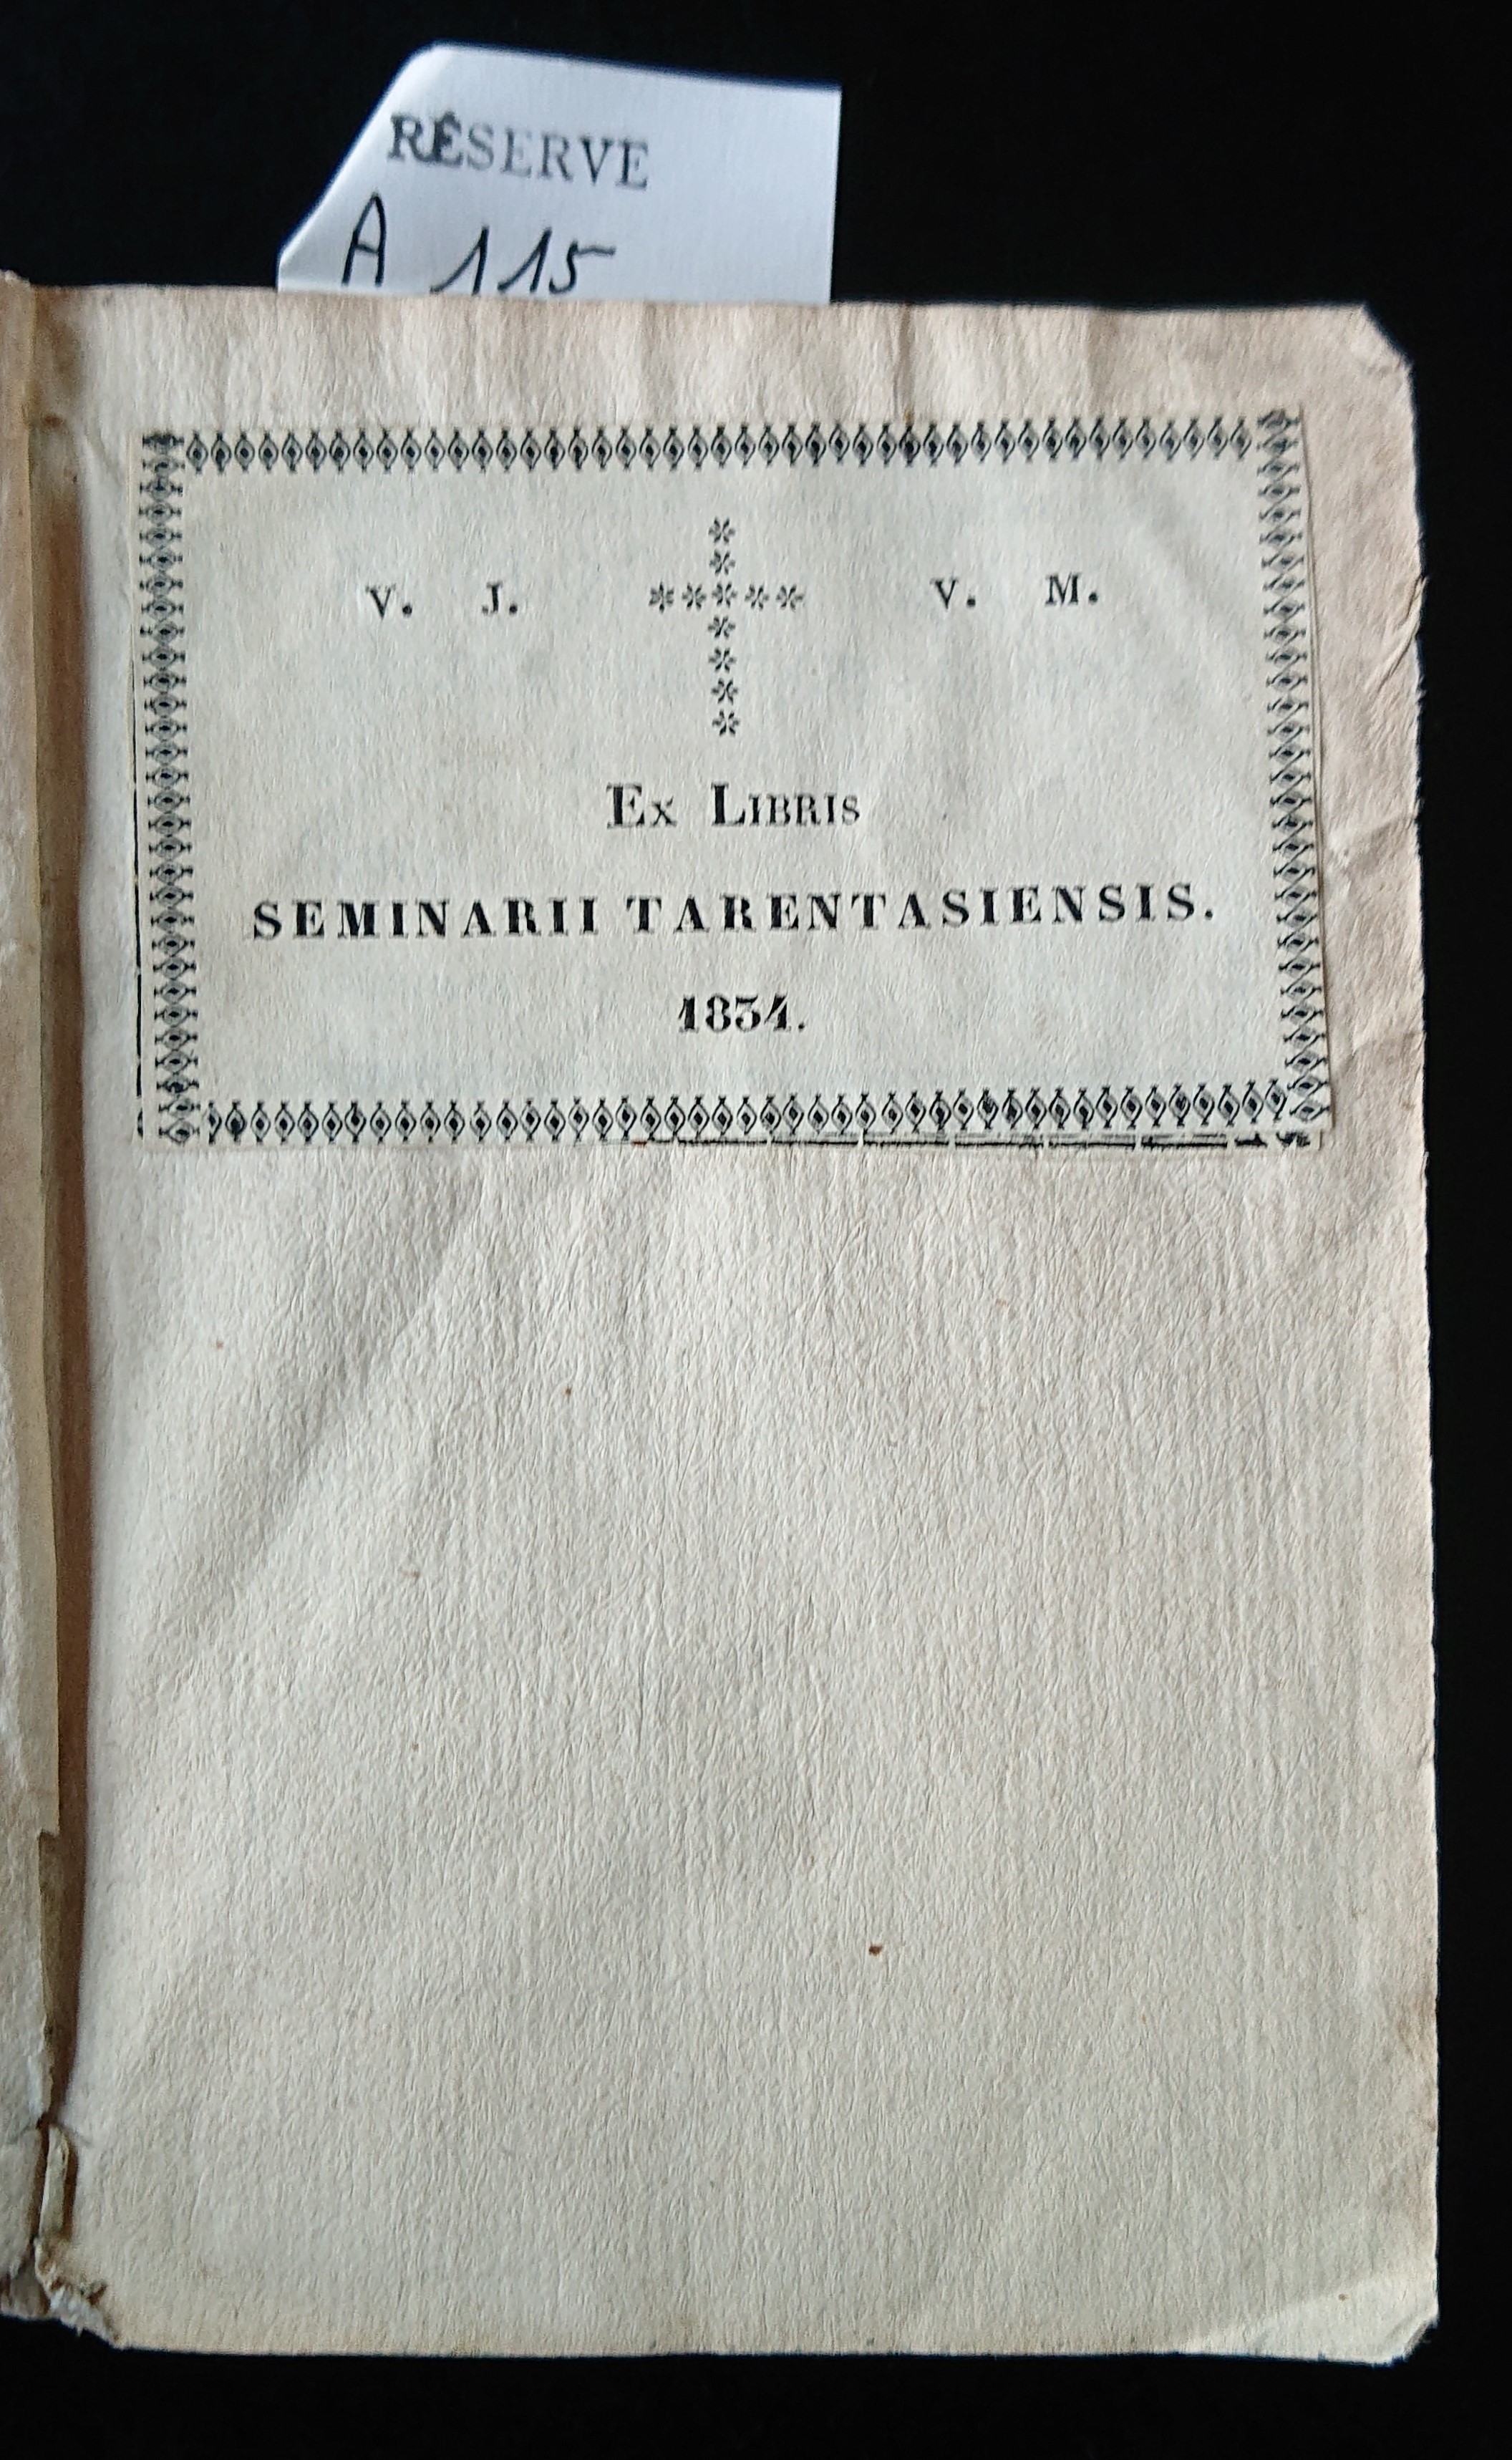 RÉSERVE
A 115
V. J. V. M.
Ex Libris
SEMINARII TARENTASIENSIS.
1834.